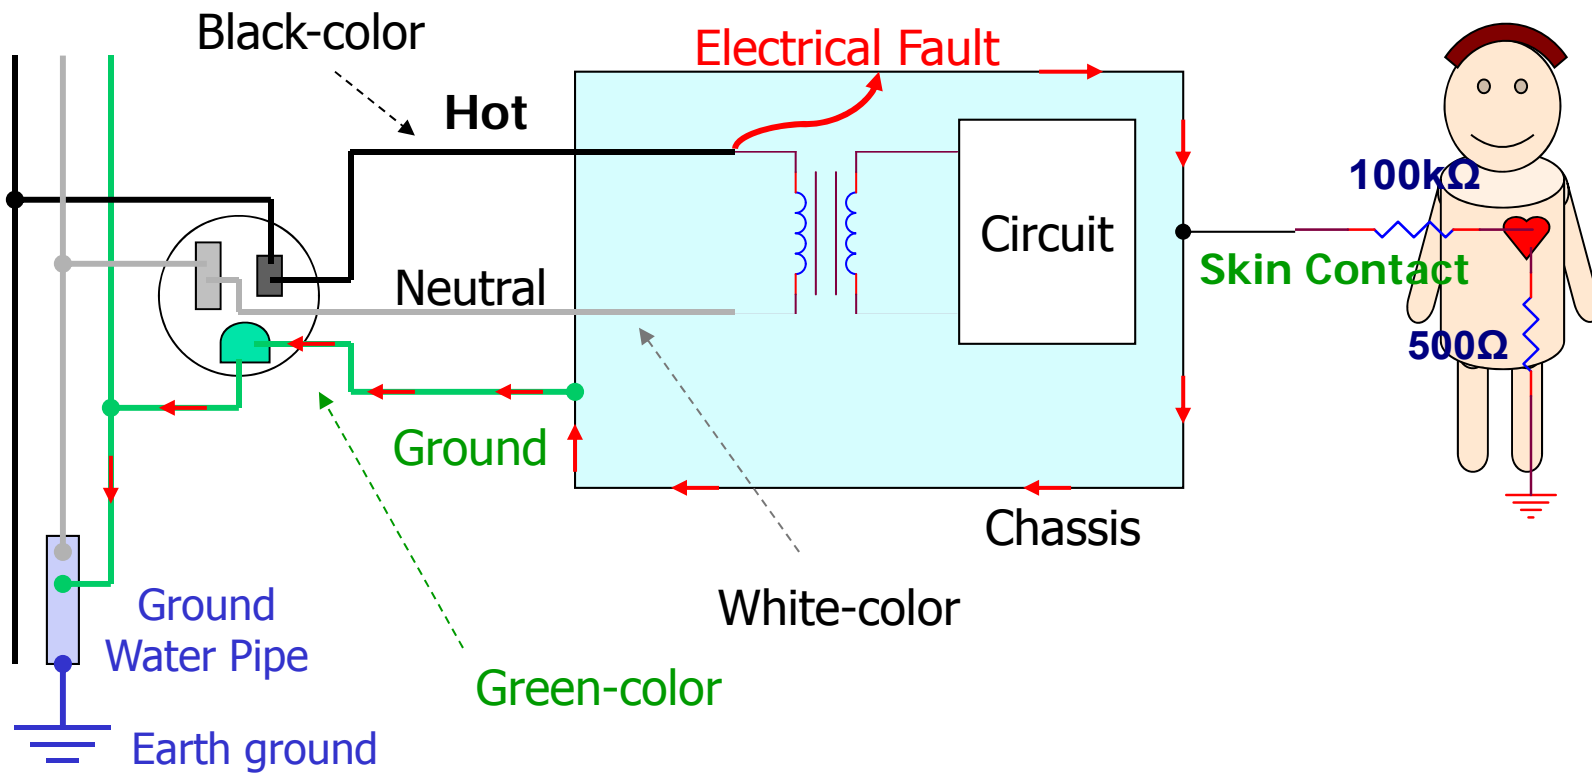 Black-color
Electrical Fault
Hot
100kΩ
Circuit
Skin Contact
Neutral
500Ω
Ground
Chassis
Ground
Water Pipe
White-color
Green-color
Earth ground